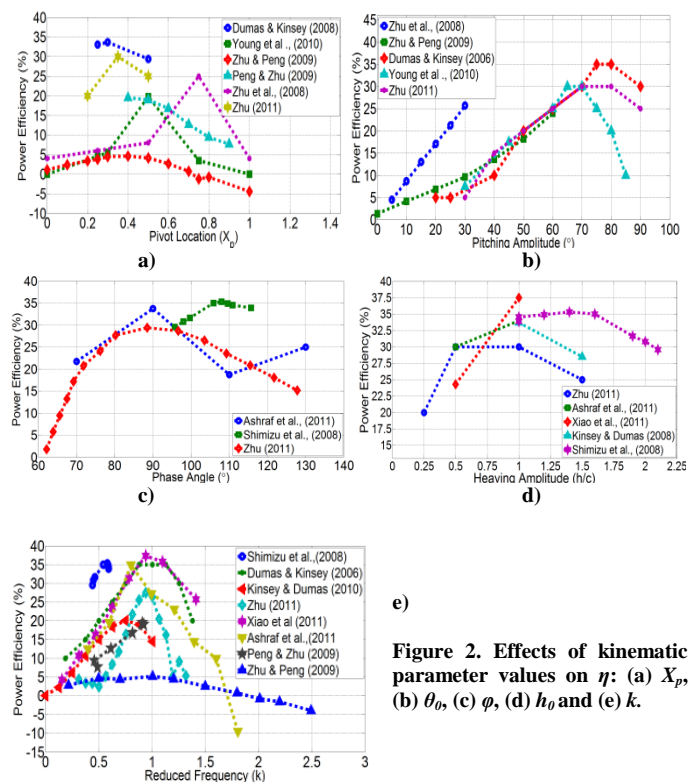 40
35
30
25
20
15
10
5
0
-5
-10
Power Efficiency (%)
0 0.2 0.4 0.6 0.8 1.0 1.2 1.4
Pivot Location (X0)
Dumas & Kinsey (2008)
Young et al ., (2010)
Zhu & Peng (2009)
Peng & Zhu (2009)
Zhu et al., (2008)
Zhu (2011)
a)
45
40
35
30
25
20
15
10
5
0
Power Efficiency (%)
0 10 20 30 40 50 60 70 80 90 100
Pitching Amplitude (°)
Zhu et al., (2008)
Zhu & Peng (2009)
Dumas & Kinsey (2006)
Young et al., (2010)
Zhu (2011)
b)
40
35
30
25
20
15
10
5
0
Power Efficiency (%)
60 70 80 90 100 110 120 130 140
Phase Angle (°)
Ashraf et al., (2011)
Shimizu et al., (2008)
Zhu (2011)
c)
40
37.5
35
32.5
30
27.5
25
22.5
20
17.5
15
Power Efficiency (%)
0 0.25 0.5 0.75 1.0 1.25 1.5 1.75 2 2.25
Heaving Amplitude (h/c)
Zhu (2011)
Ashraf et al., (2011)
Xiao et al., (2011)
Kinsey & Dumas (2008)
Shimizu et al., (2008)
d)
40
35
30
25
20
15
10
5
0
-5
-10
-15
Power Efficiency (%)
0 0.5 1 1.5 2 2.5 3
Reduced Frequency (k)
Shimizu et al.,(2008)
Dumas & Kinsey (2006)
Kinsey & Dumas (2010)
Zhu (2011)
Xiao et al (2011)
Ashraf et al.,(2011
Peng & Zhu (2009)
Zhu & Peng (2009)
e)
Figure 2. Effects of kinematic
parameter values on η: (a) Xp,
(b) θ0, (c) φ, (d) h0 and (e) k.